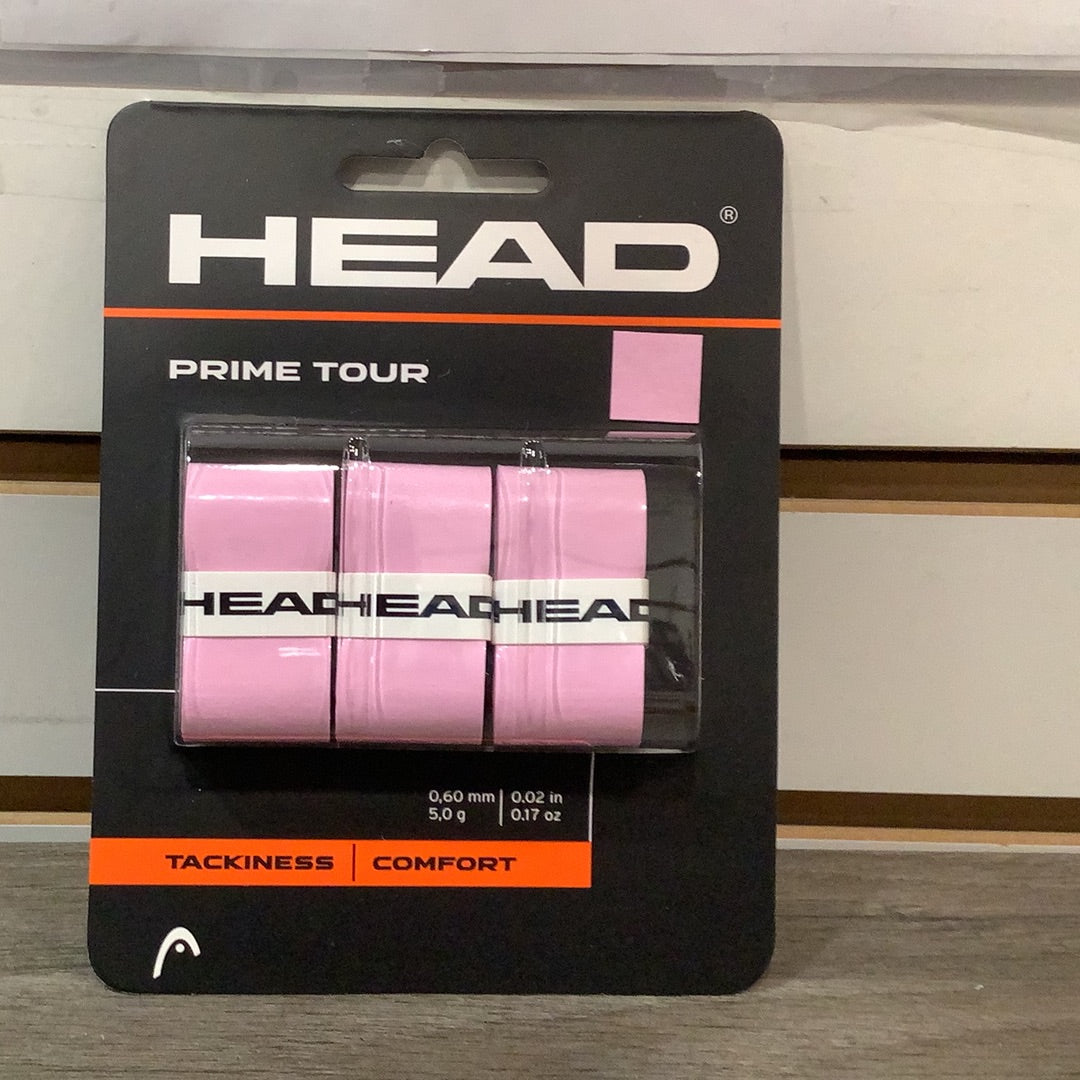 HEAD®
PRIME TOUR
HEAD HEAD HEAD
0,60 mm | 0.02 in
5,0 g | 0.17 oz
TACKINESS | COMFORT